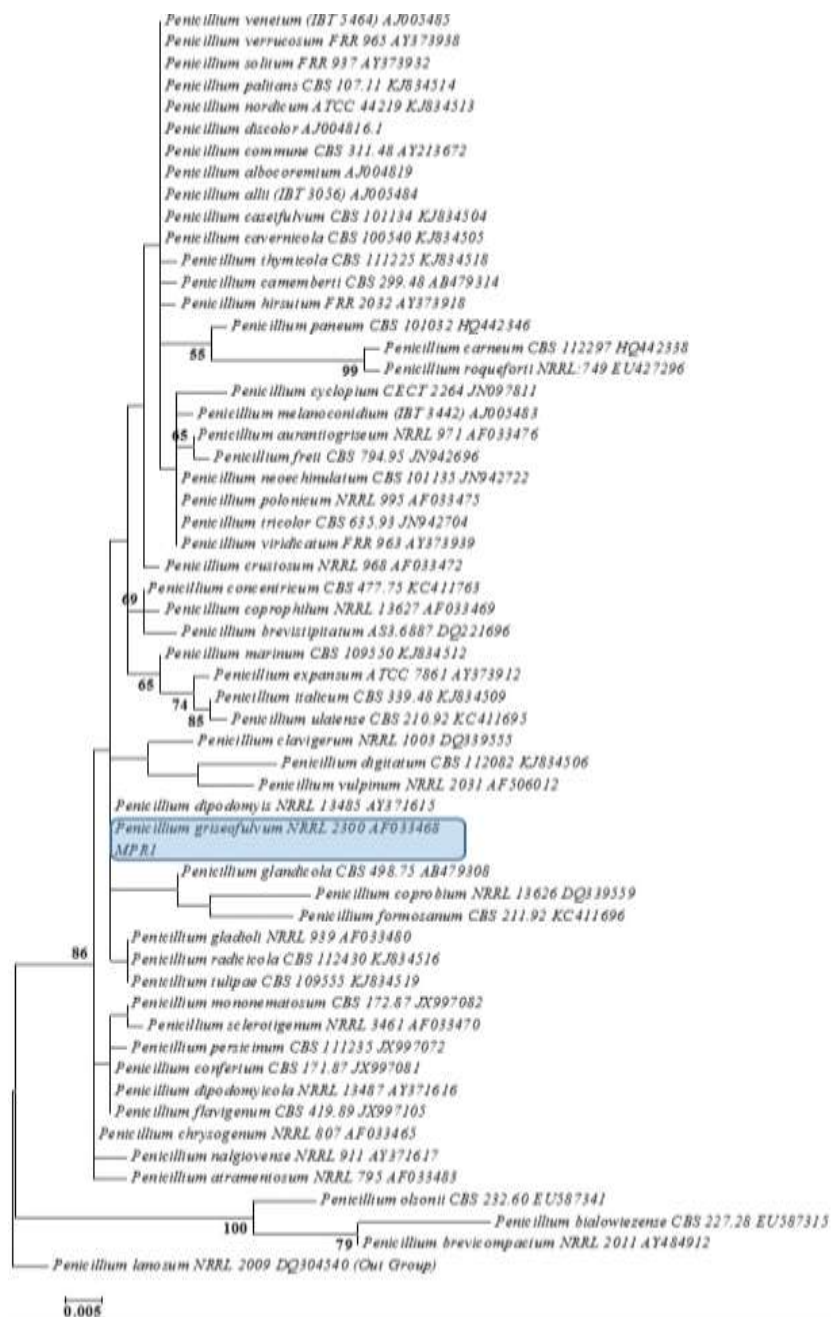 Penicillium venetum (IBT 5464) AJ005485
Penicillium verrucosum FRR 965 AY373938
Penicillium solitum FRR 937 AY373932
Penicillium palitans CBS 107.11 KJ834514
Penicillium nordicum ATCC 44219 KJ834513
Penicillium discolor AJ004816.1
Penicillium commune CBS 311.48 AY213672
Penicillium albocoremium AJ004819
Penicillium allii (IBT 3056) AJ005484
Penicillium caseifulvum CBS 101134 KJ834504
Penicillium cavernicola CBS 100540 KJ834505
Penicillium thymicola CBS 111225 KJ834518
Penicillium camemberti CBS 299.48 AB479314
Penicillium hirsutum FRR 2032 AY373918
Penicillium paneum CBS 101032 HQ442346
55
Penicillium carneum CBS 112297 HQ442338
99
Penicillium roqueforti NRRL:749 EU427296
Penicillium cyclopium CECT 2264 JN097811
Penicillium melanoconidium (IBT 3442) AJ005483
65
Penicillium aurantiogriseum NRRL 971 AF033476
Penicillium freii CBS 794.95 JN942696
Penicillium neoechinulatum CBS 101135 JN942722
Penicillium polonicum NRRL 995 AF033475
Penicillium tricolor CBS 635.93 JN942704
Penicillium viridicatum FRR 963 AY373939
Penicillium crustosum NRRL 968 AF033472
69
Penicillium concentricum CBS 477.75 KC411763
Penicillium coprophilum NRRL 13627 AF033469
Penicillium brevistipitatum AS3.6887 DQ221696
Penicillium marinum CBS 109550 KJ834512
65
Penicillium expansum ATCC 7861 AY373912
74
Penicillium italicum CBS 339.48 KJ834509
85
Penicillium ulaiense CBS 210.92 KC411695
Penicillium clavigerum NRRL 1003 DQ339555
Penicillium digitatum CBS 112082 KJ834506
Penicillium vulpinum NRRL 2031 AF506012
Penicillium dipodomyis NRRL 13485 AY371615
Penicillium griseofulvum NRRL 2300 AF033468
MPR1
Penicillium glandicola CBS 498.75 AB479308
Penicillium coprobium NRRL 13626 DQ339559
Penicillium formosanum CBS 211.92 KC411696
Penicillium gladioli NRRL 939 AF033480
86
Penicillium radicicola CBS 112430 KJ834516
Penicillium tulipae CBS 109555 KJ834519
Penicillium mononematosum CBS 172.87 JX997082
Penicillium sclerotigenum NRRL 3461 AF033470
Penicillium persicinum CBS 111235 JX997072
Penicillium confertum CBS 171.87 JX997081
Penicillium dipodomyicola NRRL 13487 AY371616
Penicillium flavigenum CBS 419.89 JX997105
Penicillium chrysogenum NRRL 807 AF033465
Penicillium nalgiovense NRRL 911 AY371617
Penicillium atramentosum NRRL 795 AF033483
Penicillium olsonii CBS 232.60 EU587341
100
Penicillium bialowiezense CBS 227.28 EU587315
79
Penicillium brevicompactum NRRL 2011 AY484912
Penicillium lanosum NRRL 2009 DQ304540 (Out Group)
0.005